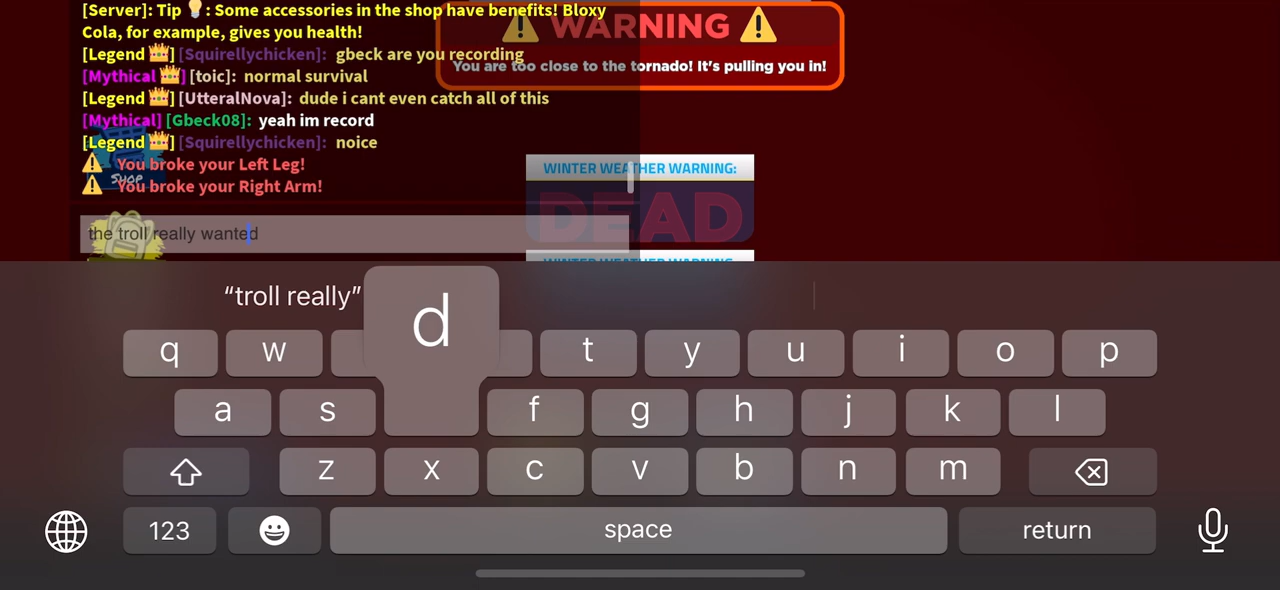 [Server]: Tip 💡: Some accessories in the shop have benefits! Bloxy
Cola, for example, gives you health!
[Legend 👑] [Squirellychicken]: gbeck are you recording
[Mythical 👑] [toic]: normal survival
[Legend 👑] [UtteralNova]: dude i cant even catch all of this
[Mythical] [Gbeck08]: yeah im record
[Legend 👑] [Squirellychicken]: noice
⚠️ You broke your Left Leg!
⚠️ You broke your Right Arm!
SHOP
the troll really wanted
⚠️ WARNING ⚠️
You are too close to the tornado! It's pulling you in!
WINTER WEATHER WARNING:
DEAD
WINTER WEATHER WARNING
“troll really”
d
q w t y u i o p
a s f g h j k l
z x c v b n m
123 space return